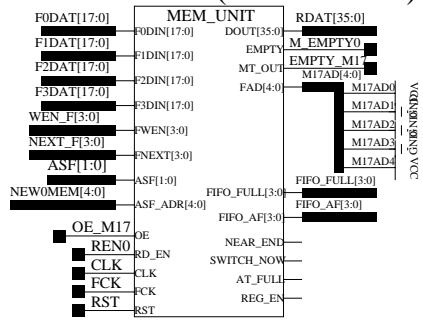 MEM_UNIT
F0DAT[17:0]
F0DIN[17:0]
F1DAT[17:0]
F1DIN[17:0]
F2DAT[17:0]
F2DIN[17:0]
F3DAT[17:0]
F3DIN[17:0]
WEN_F[3:0]
FWEN[3:0]
NEXT_F[3:0]
FNEXT[3:0]
ASF[1:0]
ASF[1:0]
NEW0MEM[4:0]
ASF_ADR[4:0]
OE_M17
OE
REN0
RD_EN
CLK
CLK
FCK
FCK
RST
RST
DOUT[35:0]
RDAT[35:0]
EMPTY
M_EMPTY0
MT_OUT
EMPTY_M17
FAD[4:0]
M17AD[4:0]
M17AD0
M17AD1
M17AD2
M17AD3
M17AD4
VCC
FIFO_FULL[3:0]
FIFO_FULL[3:0]
FIFO_AF[3:0]
FIFO_AF[3:0]
NEAR_END
SWITCH_NOW
AT_FULL
REG_EN